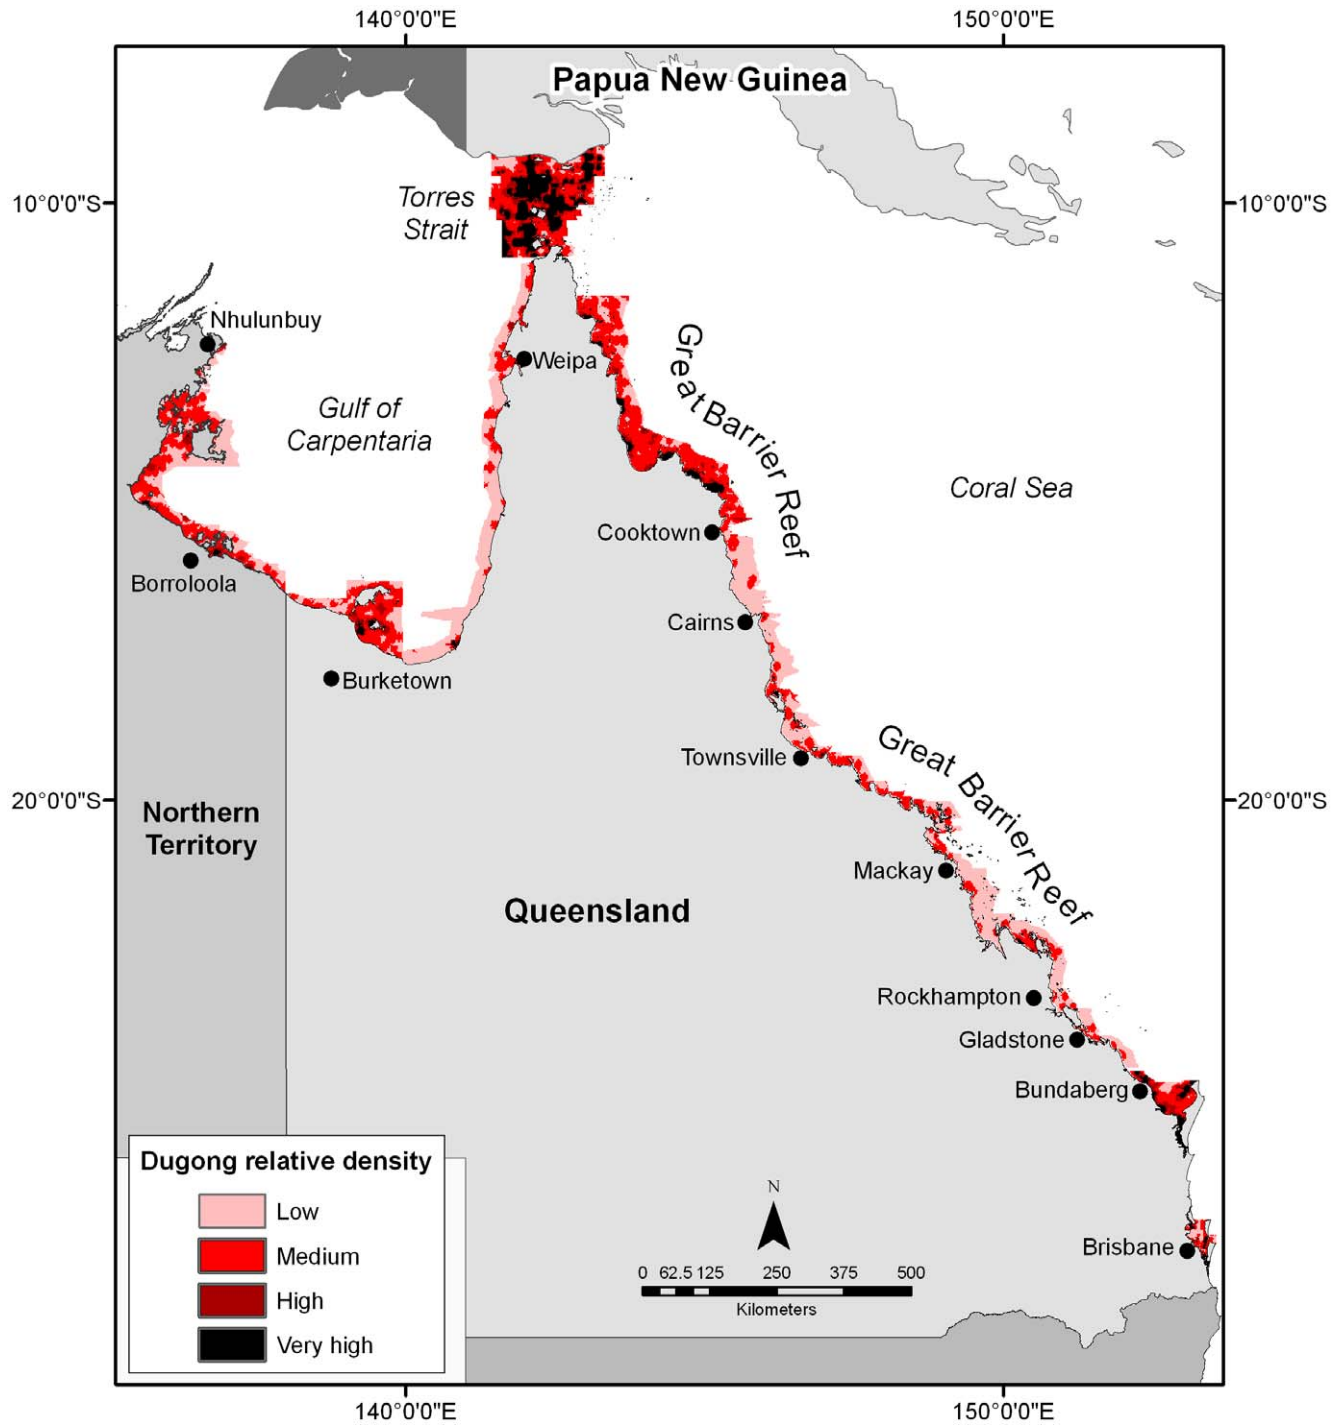 140°0'0"E
150°0'0"E
Papua New Guinea
10°0'0"S
Torres
Strait
10°0'0"S
Nhulunbuy
Weipa
Great Barrier Reef
Gulf of
Carpentaria
Coral Sea
Cooktown
Borroloola
Cairns
Burketown
Great Barrier Reef
Townsville
20°0'0"S
20°0'0"S
Northern
Territory
Mackay
Queensland
Rockhampton
Gladstone
Bundaberg
Dugong relative density
Low
Medium
High
Very high
N
0 62.5 125 250 375 500
Kilometers
Brisbane
140°0'0"E
150°0'0"E